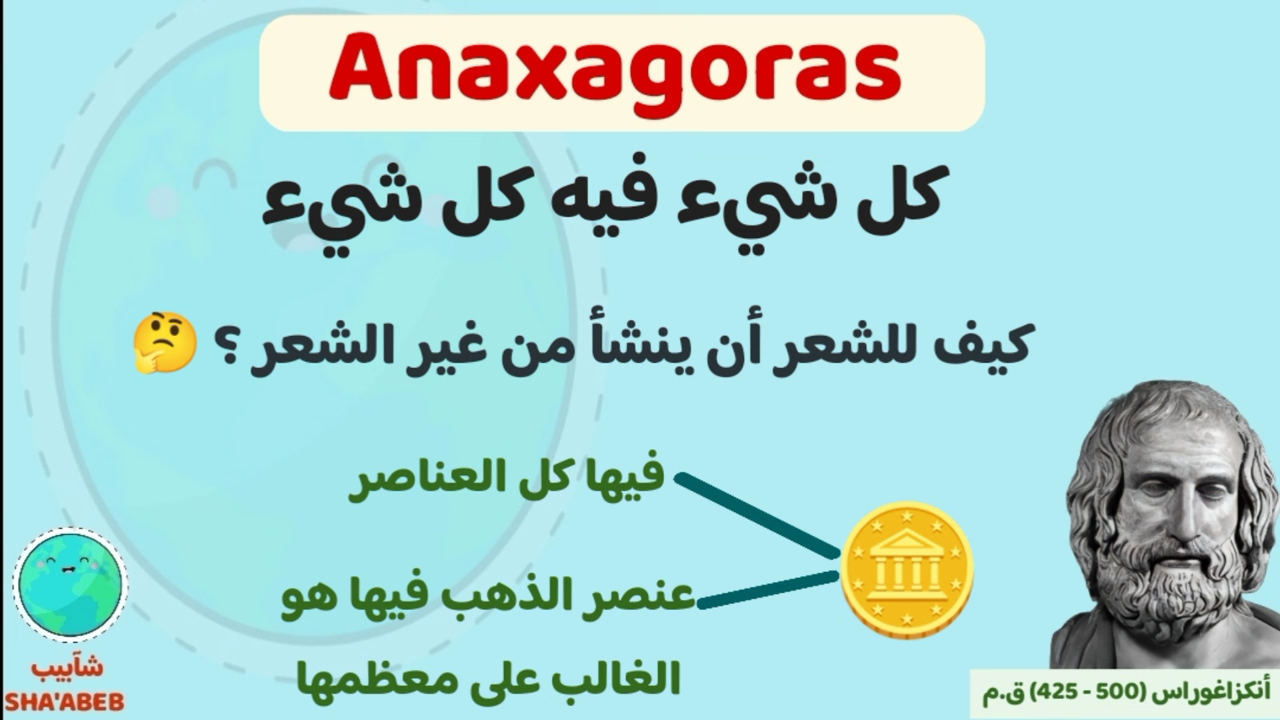 Anaxagoras
كل شيء فيه كل شيء
كيف للشعر أن ينشأ من غير الشعر ؟
فيها كل العناصر
عنصر الذهب فيها هو
الغالب على معظمها
شآبيب
SHA'ABEB
أنكزاغوراس (500 - 425) ق.م